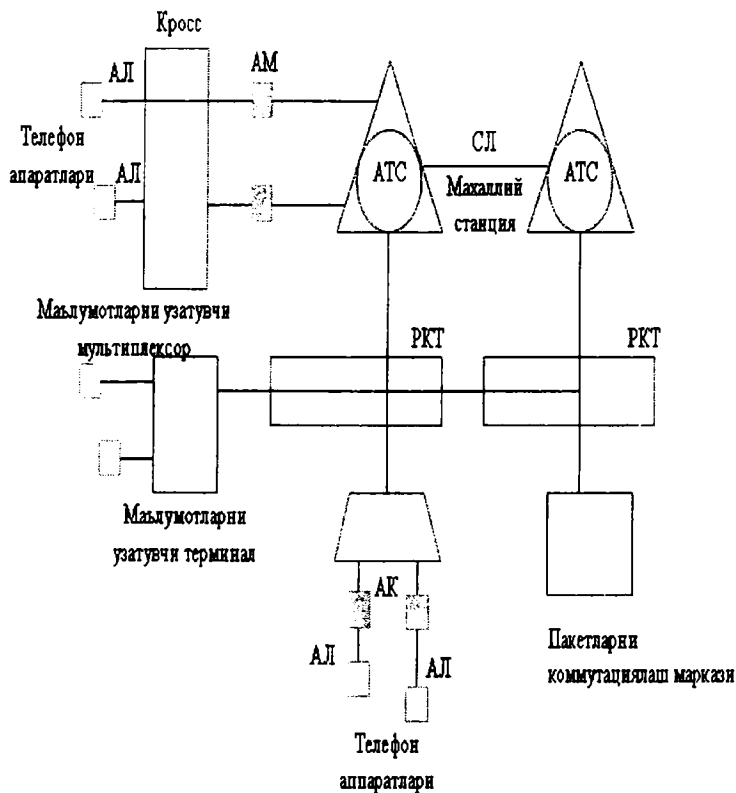 Кросс
АЛ
АМ
Телефон
апаратлари
АЛ
АТС
СЛ
АТС
Махаллий
станция
Маълумотларни узатувчи
мультиплексор
РКТ
РКТ
Маълумотларни
узатувчи терминал
АК
АЛ
АЛ
Пакетларни
коммутациялаш маркази
Телефон
аппаратлари